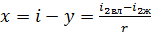 x = i − y = (i₂вл − i₂ж) / r